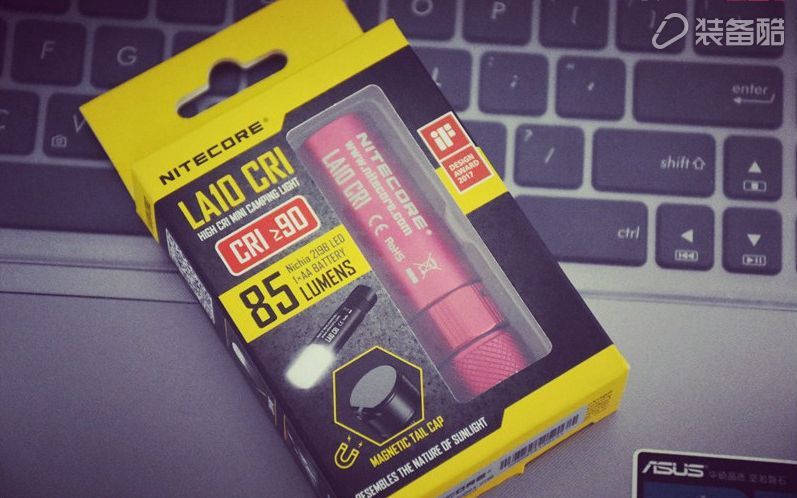 装备酷
NITECORE®
LA10 CRI
HIGH CRI MINI CAMPING LIGHT
CRI ≥90
Nichia 219B LED
1×AA BATTERY
85 LUMENS
MAGNETIC TAIL CAP
RESEMBLES THE NATURE OF SUNLIGHT
NITECORE®
www.nitecore.com
LA10 CRI CE RoHS
iF
DESIGN
AWARD
2017
F
G
H
C
V
enter
shift
ctrl
ASUS